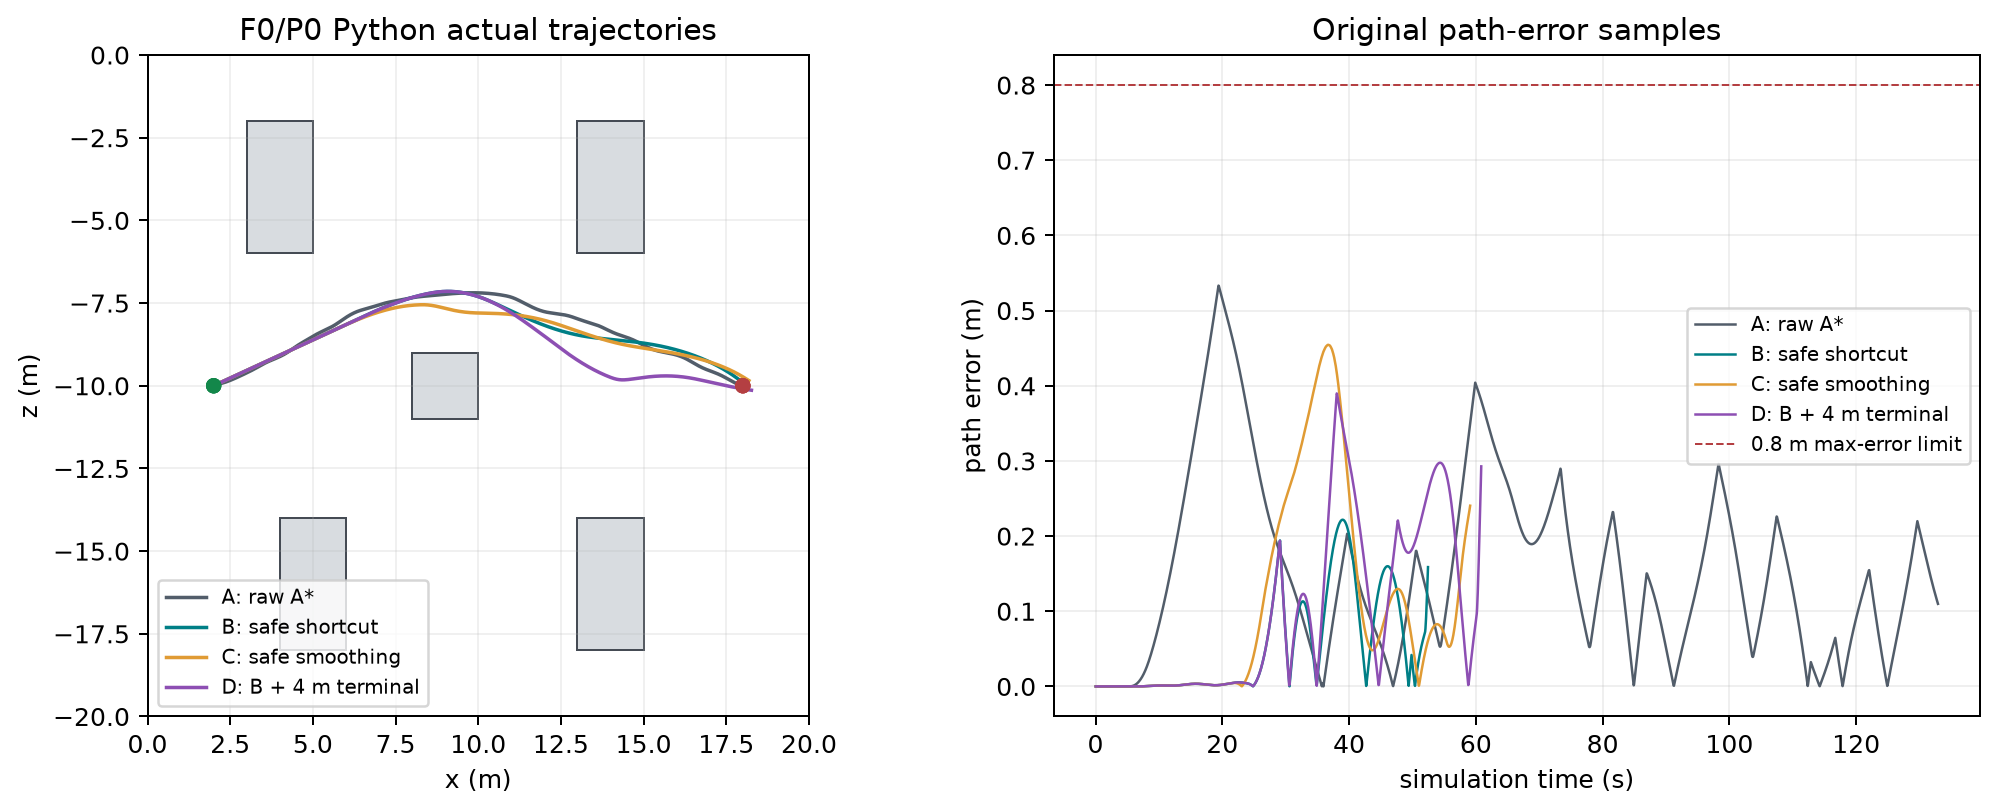 F0/P0 Python actual trajectories
0.0
−2.5
−5.0
−7.5
−10.0
−12.5
−15.0
−17.5
−20.0
z (m)
A: raw A*
B: safe shortcut
C: safe smoothing
D: B + 4 m terminal
0.0 2.5 5.0 7.5 10.0 12.5 15.0 17.5 20.0
x (m)
Original path-error samples
0.8
0.7
0.6
0.5
0.4
0.3
0.2
0.1
0.0
path error (m)
A: raw A*
B: safe shortcut
C: safe smoothing
D: B + 4 m terminal
0.8 m max-error limit
0 20 40 60 80 100 120
simulation time (s)